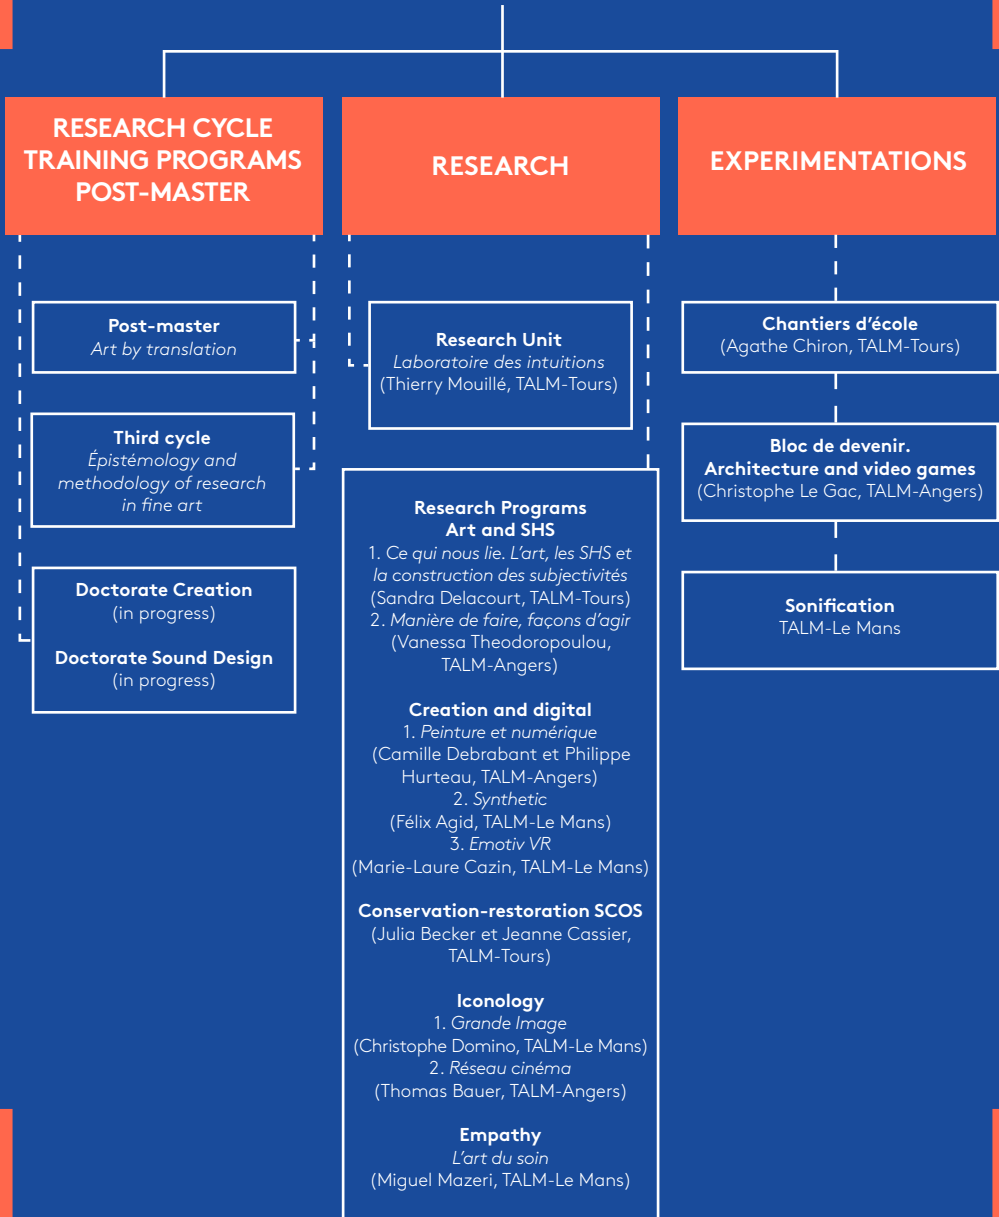 RESEARCH CYCLE
TRAINING PROGRAMS
POST-MASTER
Post-master
Art by translation
Third cycle
Épistémology and
methodology of research
in fine art
Doctorate Creation
(in progress)
Doctorate Sound Design
(in progress)
RESEARCH
Research Unit
Laboratoire des intuitions
(Thierry Mouillé, TALM-Tours)
Research Programs
Art and SHS
1. Ce qui nous lie. L'art, les SHS et
la construction des subjectivités
(Sandra Delacourt, TALM-Tours)
2. Manière de faire, façons d'agir
(Vanessa Theodoropoulou,
TALM-Angers)
Creation and digital
1. Peinture et numérique
(Camille Debrabant et Philippe
Hurteau, TALM-Angers)
2. Synthetic
(Félix Agid, TALM-Le Mans)
3. Emotiv VR
(Marie-Laure Cazin, TALM-Le Mans)
Conservation-restoration SCOS
(Julia Becker et Jeanne Cassier,
TALM-Tours)
Iconology
1. Grande Image
(Christophe Domino, TALM-Le Mans)
2. Réseau cinéma
(Thomas Bauer, TALM-Angers)
Empathy
L'art du soin
(Miguel Mazeri, TALM-Le Mans)
EXPERIMENTATIONS
Chantiers d'école
(Agathe Chiron, TALM-Tours)
Bloc de devenir.
Architecture and video games
(Christophe Le Gac, TALM-Angers)
Sonification
TALM-Le Mans